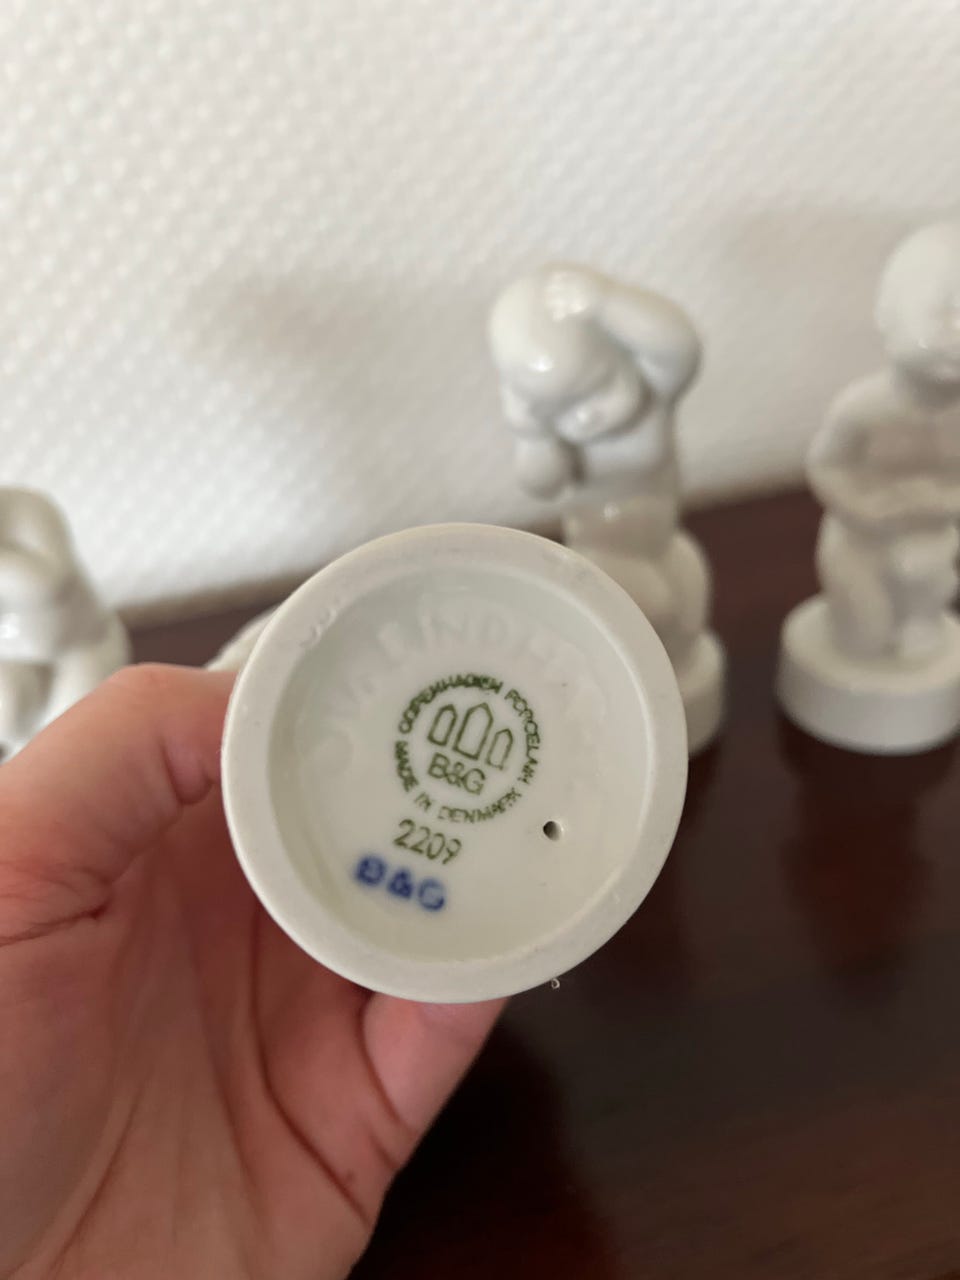 COPENHAGEN PORCELAIN
B&G
MADE IN DENMARK
2209
B&G